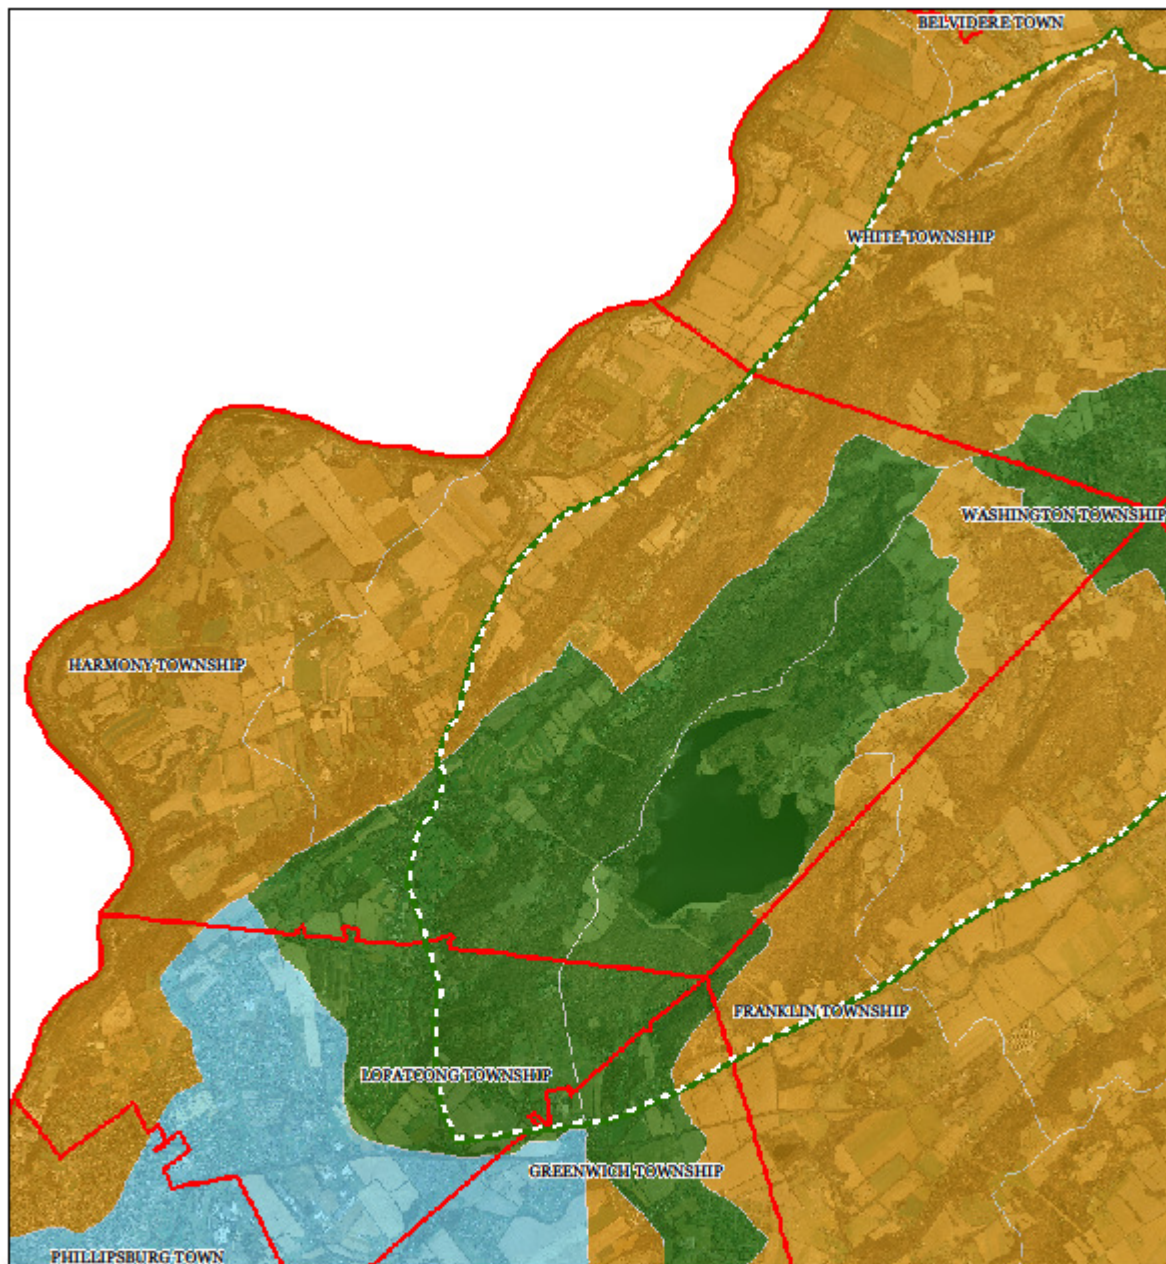 BELVIDERE TOWN
WHITE TOWNSHIP
WASHINGTON TOWNSHIP
HARMONY TOWNSHIP
FRANKLIN TOWNSHIP
LOPATCONG TOWNSHIP
GREENWICH TOWNSHIP
PHILLIPSBURG TOWN